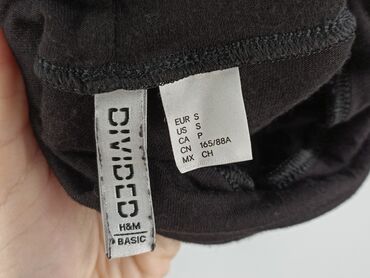 DIVIDED
H&M
BASIC
EUR S
US S
CA P
CN 165/88A
MX CH